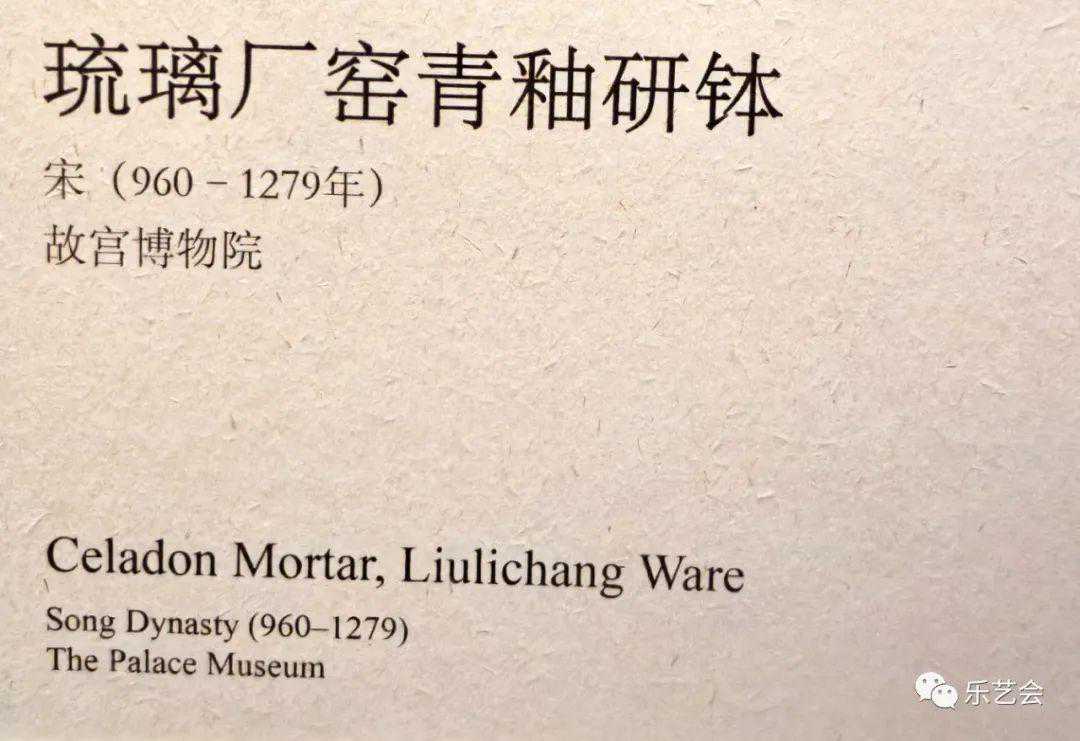 琉璃厂窑青釉研钵
宋（960－1279年）
故宫博物院
Celadon Mortar, Liulichang Ware
Song Dynasty (960–1279)
The Palace Museum
乐艺会